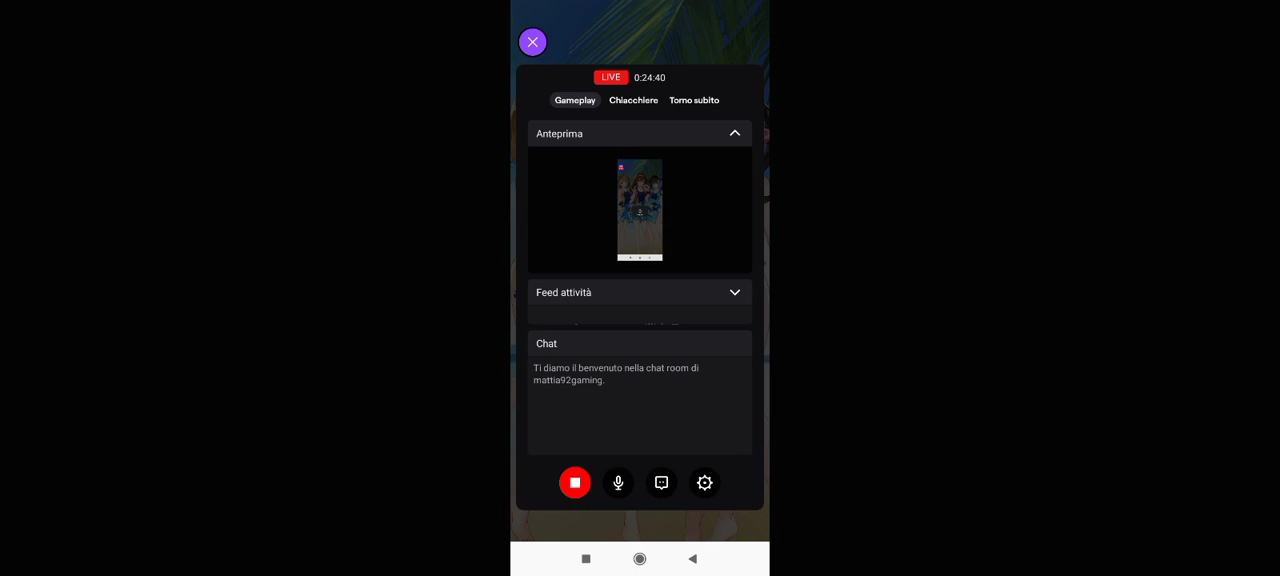 LIVE 0:24:40
Gameplay Chiacchiere Torno subito
Anteprima
Feed attività
Chat
Ti diamo il benvenuto nella chat room di
mattia92gaming.